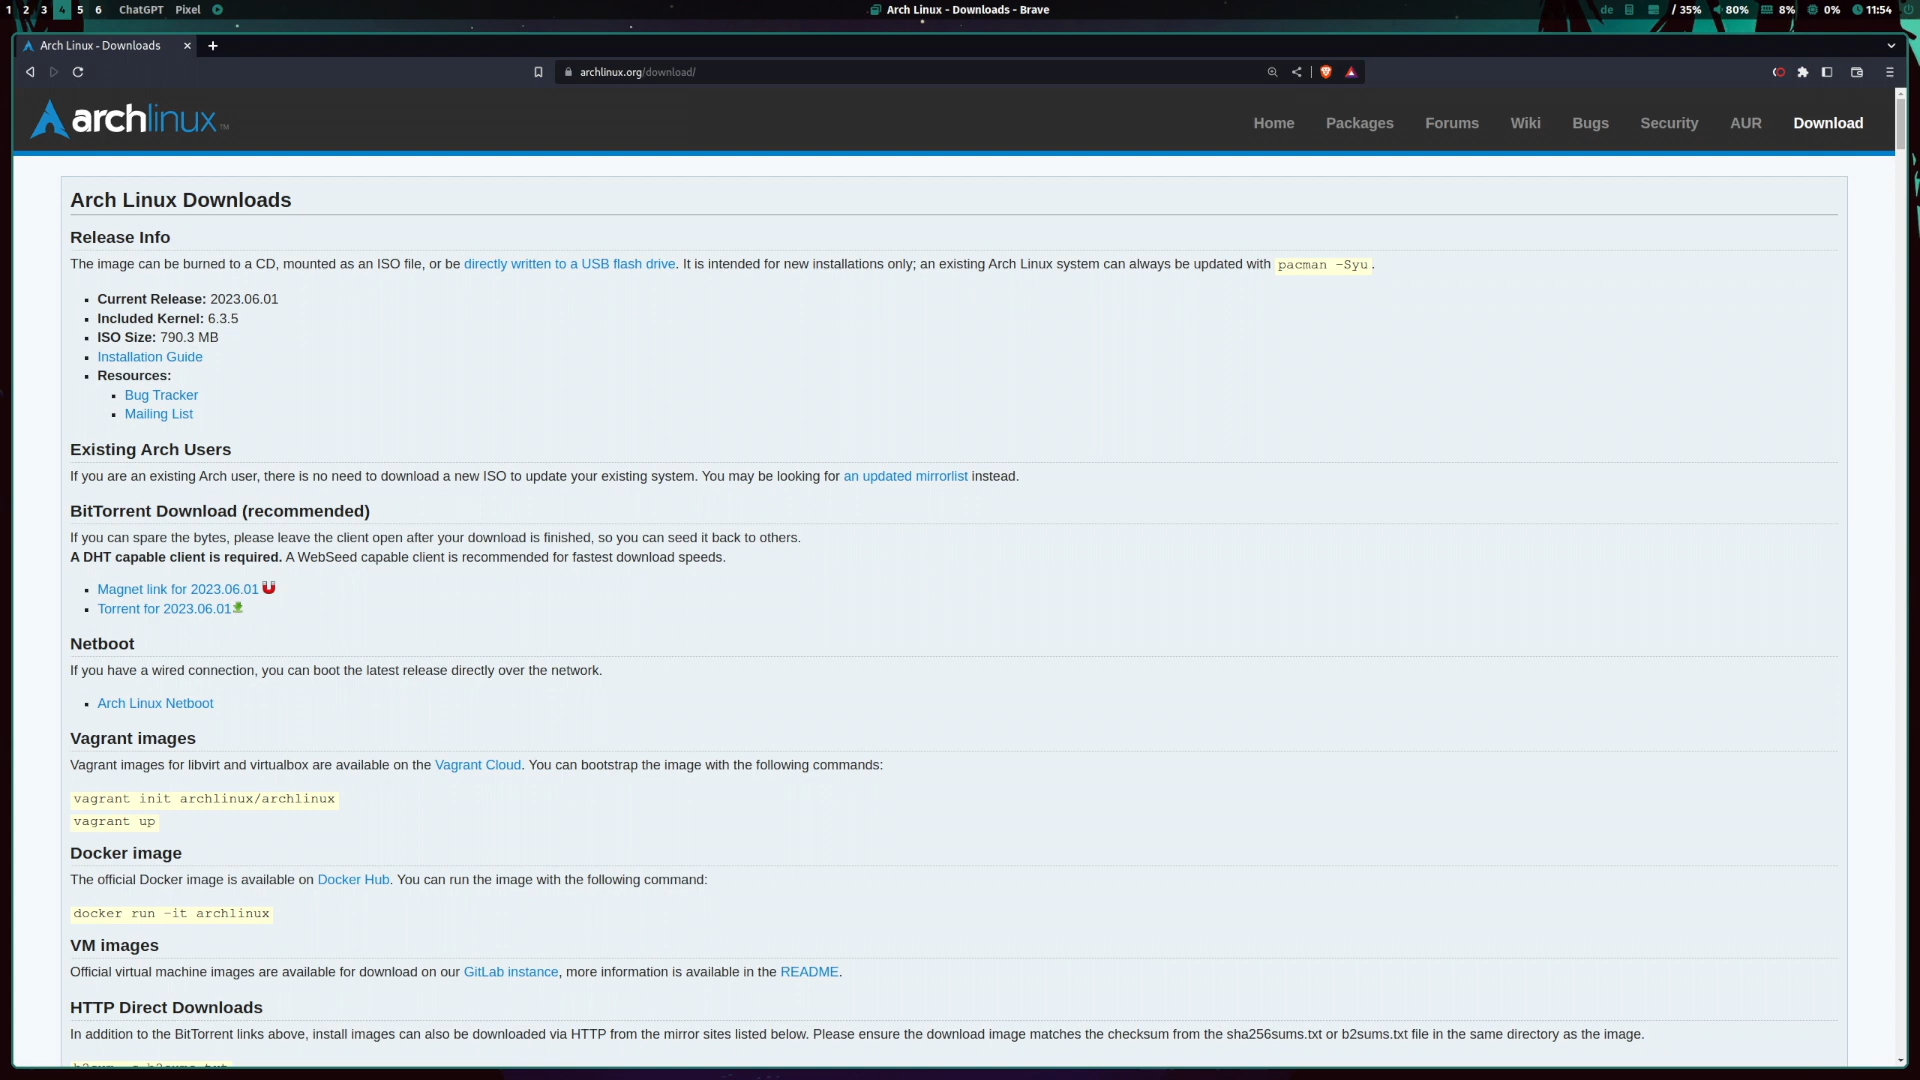 1 2 3 4 5 6 ChatGPT Pixel
Arch Linux - Downloads - Brave
de / 35% 80% 8% 0% 11:54
Arch Linux - Downloads
archlinux.org/download/
archlinux™
Home Packages Forums Wiki Bugs Security AUR Download
Arch Linux Downloads
Release Info
The image can be burned to a CD, mounted as an ISO file, or be directly written to a USB flash drive. It is intended for new installations only; an existing Arch Linux system can always be updated with pacman -Syu.
Current Release: 2023.06.01
Included Kernel: 6.3.5
ISO Size: 790.3 MB
Installation Guide
Resources:
Bug Tracker
Mailing List
Existing Arch Users
If you are an existing Arch user, there is no need to download a new ISO to update your existing system. You may be looking for an updated mirrorlist instead.
BitTorrent Download (recommended)
If you can spare the bytes, please leave the client open after your download is finished, so you can seed it back to others.
A DHT capable client is required. A WebSeed capable client is recommended for fastest download speeds.
Magnet link for 2023.06.01
Torrent for 2023.06.01
Netboot
If you have a wired connection, you can boot the latest release directly over the network.
Arch Linux Netboot
Vagrant images
Vagrant images for libvirt and virtualbox are available on the Vagrant Cloud. You can bootstrap the image with the following commands:
vagrant init archlinux/archlinux
vagrant up
Docker image
The official Docker image is available on Docker Hub. You can run the image with the following command:
docker run -it archlinux
VM images
Official virtual machine images are available for download on our GitLab instance, more information is available in the README.
HTTP Direct Downloads
In addition to the BitTorrent links above, install images can also be downloaded via HTTP from the mirror sites listed below. Please ensure the download image matches the checksum from the sha256sums.txt or b2sums.txt file in the same directory as the image.